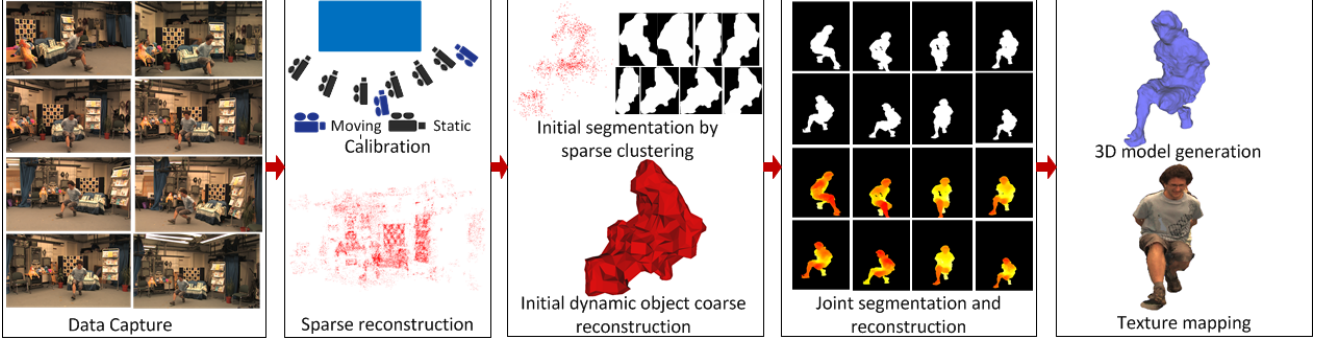 Data Capture
Moving
Static
Calibration
Sparse reconstruction
Initial segmentation by
sparse clustering
Initial dynamic object coarse
reconstruction
Joint segmentation and
reconstruction
3D model generation
Texture mapping